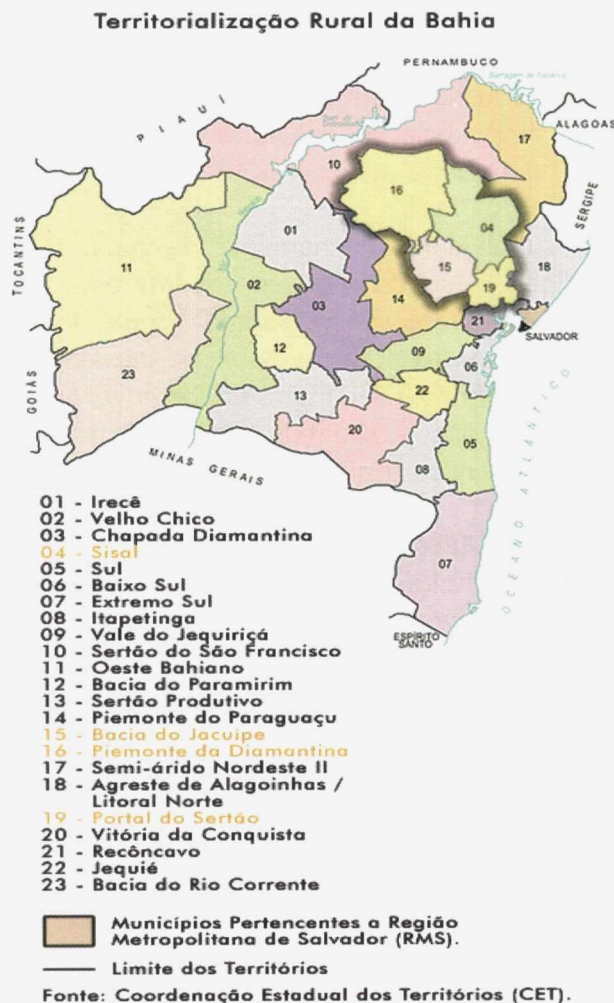 Territorialização Rural da Bahia
PERNAMBUCO
PIAUÍ
ALAGOAS
17
10
16
SERGIPE
04
01
TOCANTINS
11
02
15
18
03
14
19
21
SALVADOR
12
09
06
23
GOIÁS
13
22
20
05
08
MINAS GERAIS
OCEANO ATLÂNTICO
07
ESPÍRITO
SANTO
01 - Irecê
02 - Velho Chico
03 - Chapada Diamantina
04 - Sisal
05 - Sul
06 - Baixo Sul
07 - Extremo Sul
08 - Itapetinga
09 - Vale do Jequiriçá
10 - Sertão do São Francisco
11 - Oeste Bahiano
12 - Bacia do Paramirim
13 - Sertão Produtivo
14 - Piemonte do Paraguaçu
15 - Bacia do Jacuipe
16 - Piemonte da Diamantina
17 - Semi-árido Nordeste II
18 - Agreste de Alagoinhas /
Litoral Norte
19 - Portal do Sertão
20 - Vitória da Conquista
21 - Recôncavo
22 - Jequié
23 - Bacia do Rio Corrente
Municípios Pertencentes a Região
Metropolitana de Salvador (RMS).
Limite dos Territórios
Fonte: Coordenação Estadual dos Territórios (CET).